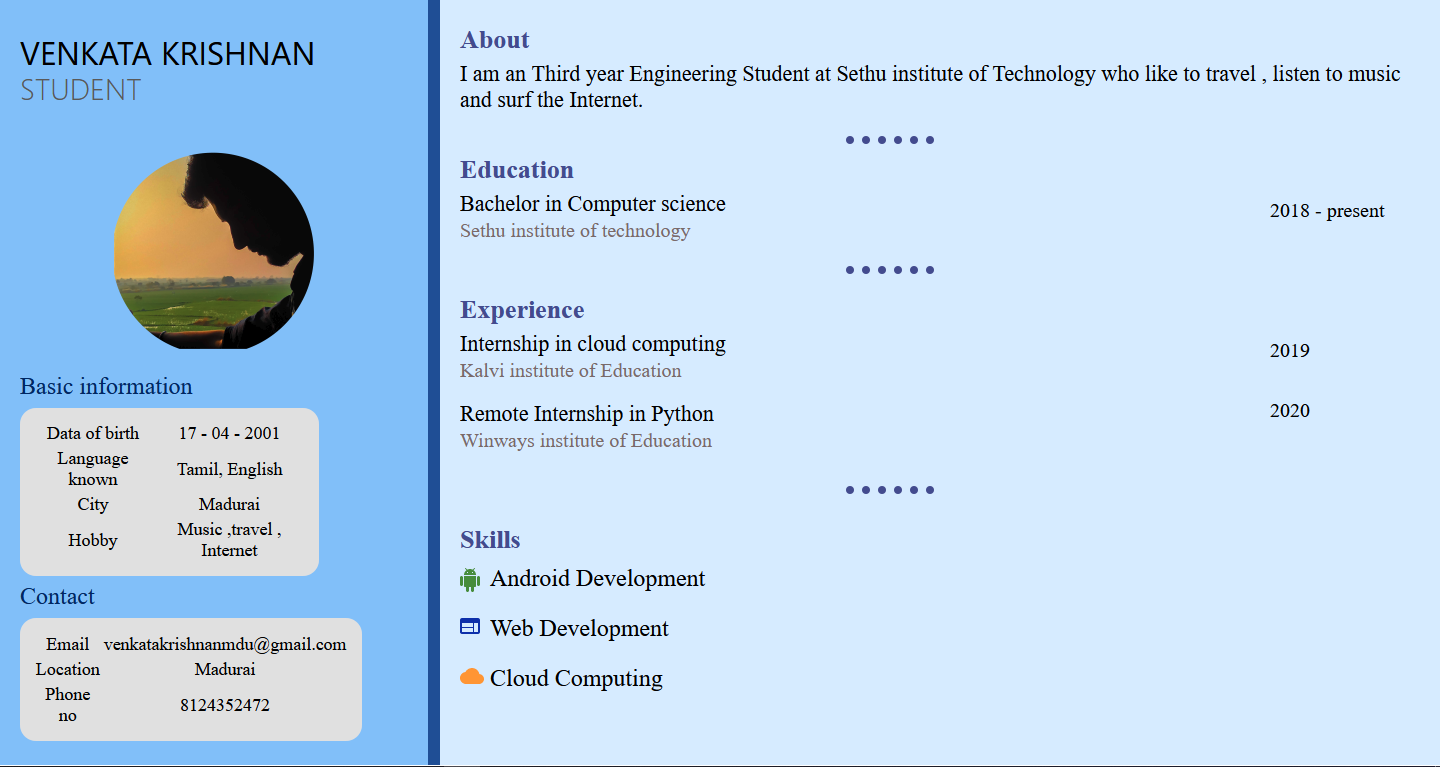 VENKATA KRISHNAN
STUDENT
Basic information
Data of birth 17 - 04 - 2001
Language
known
Tamil, English
City Madurai
Hobby
Music ,travel ,
Internet
Contact
Email venkatakrishnanmdu@gmail.com
Location Madurai
Phone
no
8124352472
About
I am an Third year Engineering Student at Sethu institute of Technology who like to travel , listen to music
and surf the Internet.
Education
Bachelor in Computer science
Sethu institute of technology
2018 - present
Experience
Internship in cloud computing
Kalvi institute of Education
2019
Remote Internship in Python
Winways institute of Education
2020
Skills
Android Development
Web Development
Cloud Computing